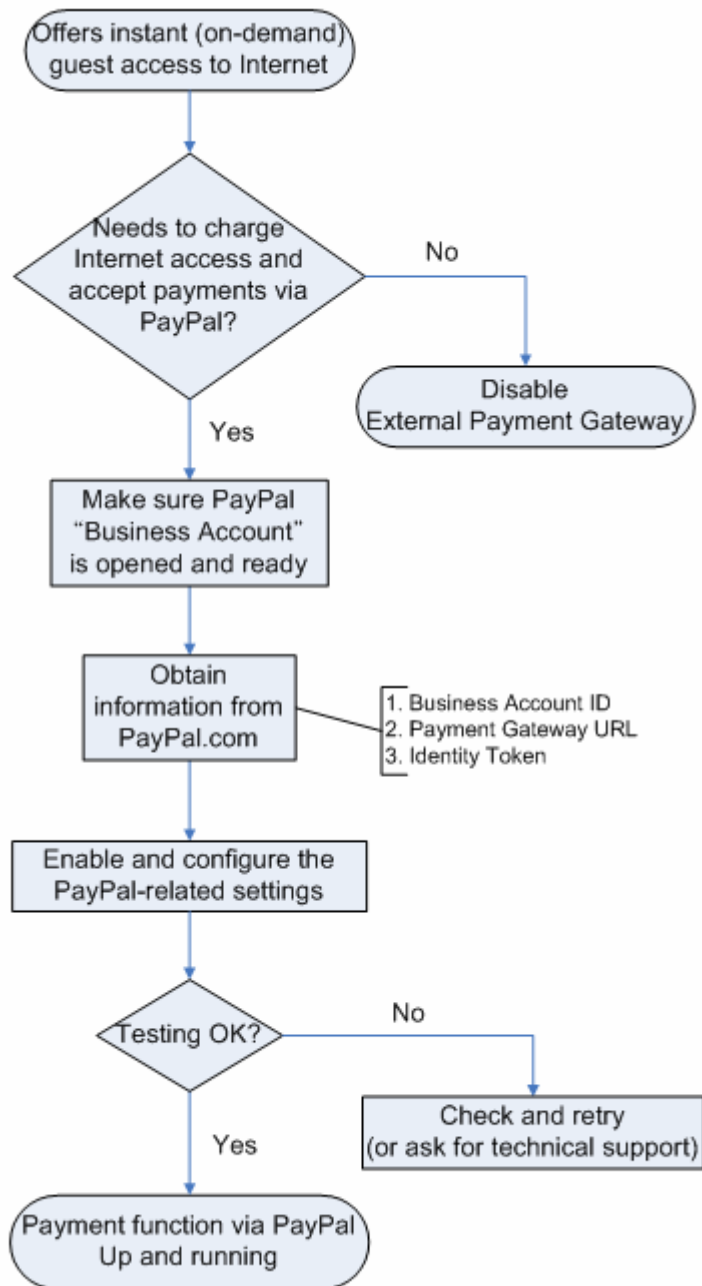 Offers instant (on-demand)
guest access to Internet
Needs to charge
Internet access and
accept payments via
PayPal?
No
Disable
External Payment Gateway
Yes
Make sure PayPal
“Business Account”
is opened and ready
Obtain
information from
PayPal.com
1. Business Account ID
2. Payment Gateway URL
3. Identity Token
Enable and configure the
PayPal-related settings
Testing OK?
No
Check and retry
(or ask for technical support)
Yes
Payment function via PayPal
Up and running